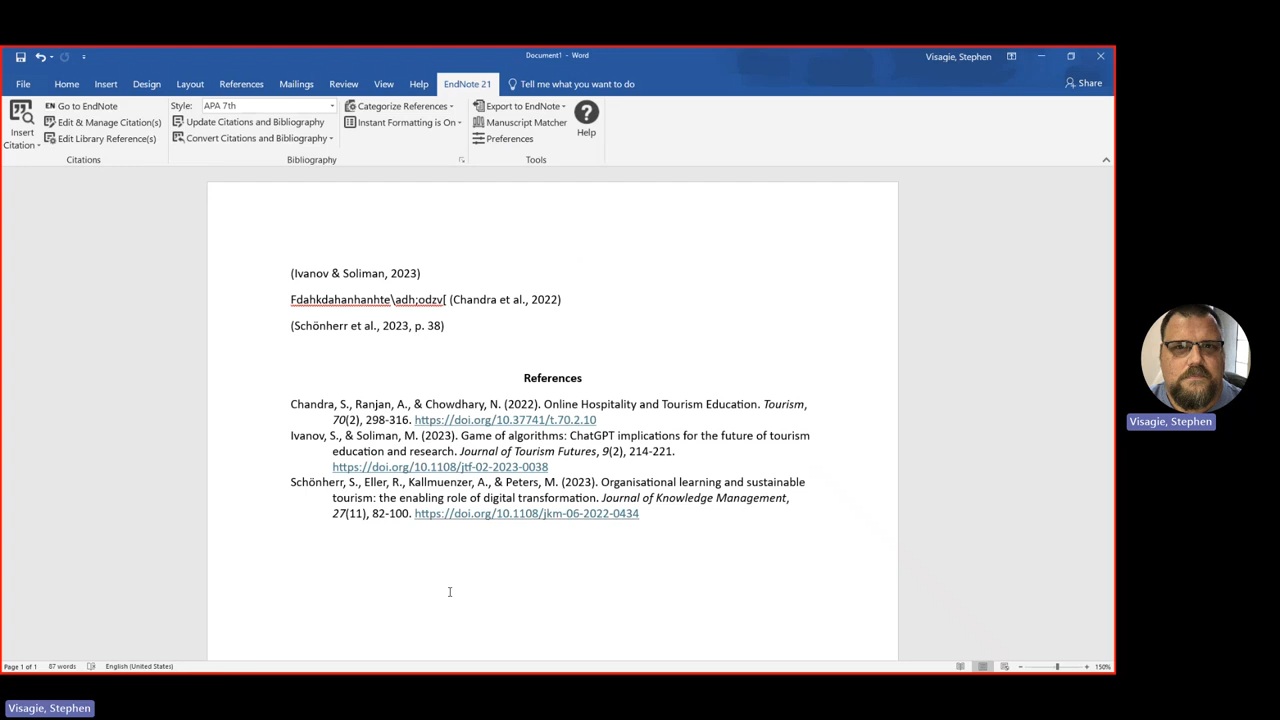 Document1 - Word
Visagie, Stephen
File Home Insert Design Layout References Mailings Review View Help EndNote 21 Tell me what you want to do Share
EN Go to EndNote Style: APA 7th Categorize References Export to EndNote
Insert Citation Edit & Manage Citation(s) Update Citations and Bibliography Instant Formatting is On Manuscript Matcher Help
Edit Library Reference(s) Convert Citations and Bibliography Preferences
Citations Bibliography Tools
(Ivanov & Soliman, 2023)
Fdahkdahanhanhte\adh;odzv[ (Chandra et al., 2022)
(Schönherr et al., 2023, p. 38)
References
Chandra, S., Ranjan, A., & Chowdhary, N. (2022). Online Hospitality and Tourism Education. Tourism,
70(2), 298-316. https://doi.org/10.37741/t.70.2.10
Ivanov, S., & Soliman, M. (2023). Game of algorithms: ChatGPT implications for the future of tourism
education and research. Journal of Tourism Futures, 9(2), 214-221.
https://doi.org/10.1108/jtf-02-2023-0038
Schönherr, S., Eller, R., Kallmuenzer, A., & Peters, M. (2023). Organisational learning and sustainable
tourism: the enabling role of digital transformation. Journal of Knowledge Management,
27(11), 82-100. https://doi.org/10.1108/jkm-06-2022-0434
Visagie, Stephen
Page 1 of 1 87 words English (United States) 150%
Visagie, Stephen